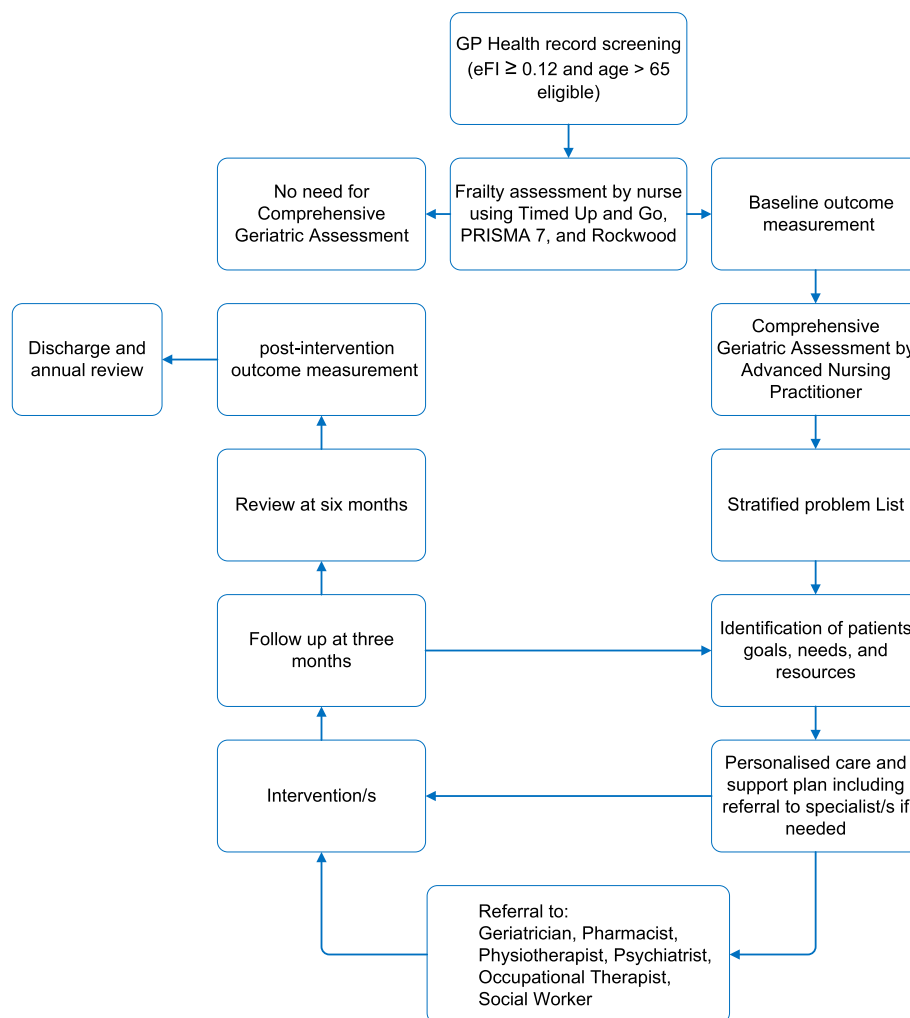 GP Health record screening
(eFI ≥ 0.12 and age > 65
eligible)
No need for
Comprehensive
Geriatric Assessment
Frailty assessment by nurse
using Timed Up and Go,
PRISMA 7, and Rockwood
Baseline outcome
measurement
Discharge and
annual review
post-intervention
outcome measurement
Comprehensive
Geriatric Assessment by
Advanced Nursing
Practitioner
Review at six months
Stratified problem List
Follow up at three
months
Identification of patients
goals, needs, and
resources
Intervention/s
Personalised care and
support plan including
referral to specialist/s if
needed
Referral to:
Geriatrician, Pharmacist,
Physiotherapist, Psychiatrist,
Occupational Therapist,
Social Worker